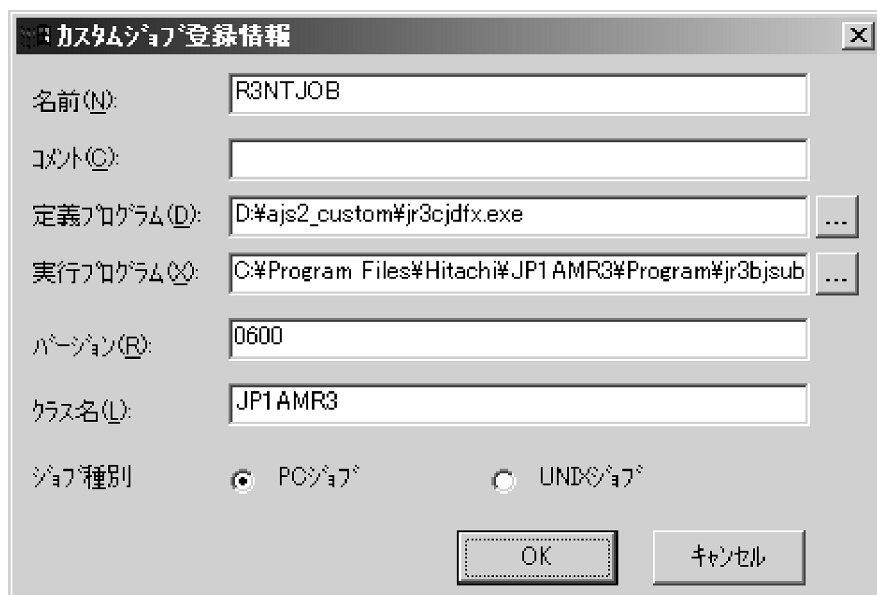 ｶｽﾀﾑｼﾞｮﾌﾞ登録情報
名前(N): R3NTJOB
ｺﾒﾝﾄ(C):
定義ﾌﾟﾛｸﾞﾗﾑ(D): D:¥ajs2_custom¥jr3cjdfx.exe ...
実行ﾌﾟﾛｸﾞﾗﾑ(X): C:¥Program Files¥Hitachi¥JP1AMR3¥Program¥jr3bjsub ...
ﾊﾞｰｼﾞｮﾝ(R): 0600
ｸﾗｽ名(L): JP1AMR3
ｼﾞｮﾌﾞ種別 PCｼﾞｮﾌﾞ UNIXｼﾞｮﾌﾞ
OK ｷｬﾝｾﾙ